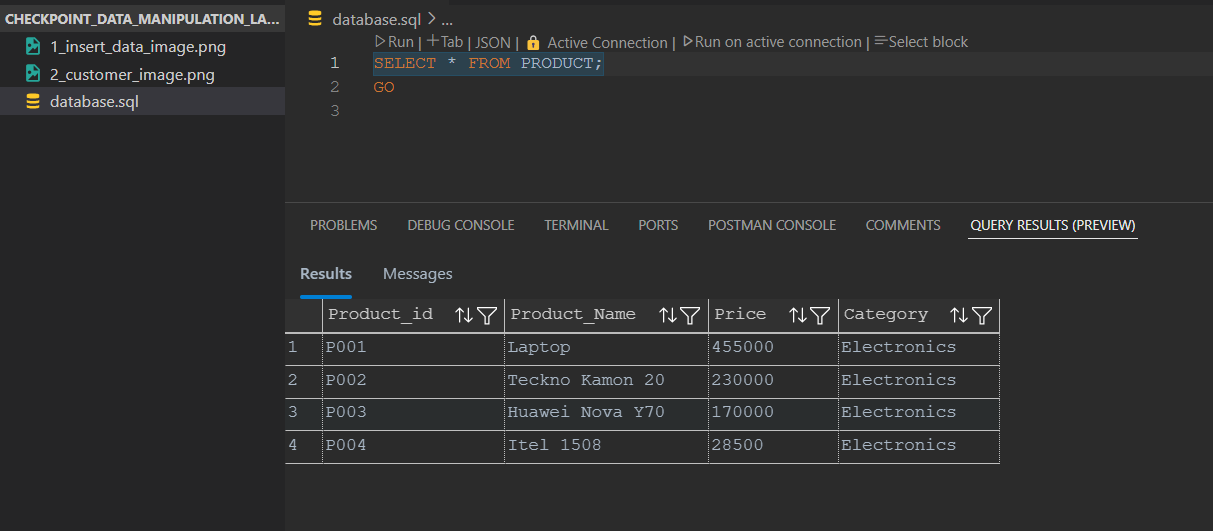 CHECKPOINT_DATA_MANIPULATION_LA...
1_insert_data_image.png
2_customer_image.png
database.sql
database.sql > ...
Run | +Tab | JSON | Active Connection | Run on active connection | Select block
1 SELECT * FROM PRODUCT;
2 GO
3
PROBLEMS DEBUG CONSOLE TERMINAL PORTS POSTMAN CONSOLE COMMENTS QUERY RESULTS (PREVIEW)
Results Messages
Product_id Product_Name Price Category
1 P001 Laptop 455000 Electronics
2 P002 Teckno Kamon 20 230000 Electronics
3 P003 Huawei Nova Y70 170000 Electronics
4 P004 Itel 1508 28500 Electronics